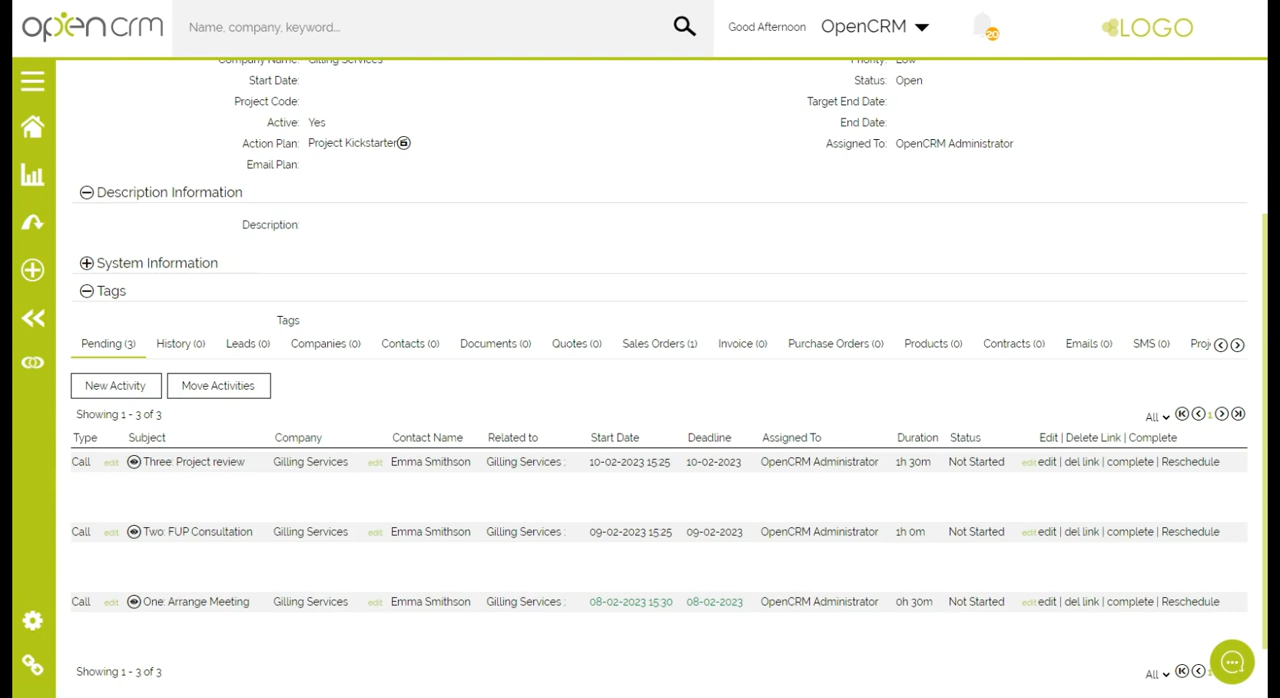 opencrm Name, company, keyword... Good Afternoon OpenCRM 20 LOGO
Company Name: Gilling Services Priority: Low
Start Date: Status: Open
Project Code: Target End Date:
Active: Yes End Date:
Action Plan: Project Kickstarter Assigned To: OpenCRM Administrator
Email Plan:
Description Information
Description:
System Information
Tags
Tags
Pending (3) History (0) Leads (0) Companies (0) Contacts (0) Documents (0) Quotes (0) Sales Orders (1) Invoice (0) Purchase Orders (0) Products (0) Contracts (0) Emails (0) SMS (0) Proj
New Activity Move Activities
Showing 1 - 3 of 3 All 1
Type Subject Company Contact Name Related to Start Date Deadline Assigned To Duration Status Edit | Delete Link | Complete
Call edit Three: Project review Gilling Services edit Emma Smithson Gilling Services : 10-02-2023 15:25 10-02-2023 OpenCRM Administrator 1h 30m Not Started edit edit | del link | complete | Reschedule
Call edit Two: FUP Consultation Gilling Services edit Emma Smithson Gilling Services : 09-02-2023 15:25 09-02-2023 OpenCRM Administrator 1h 0m Not Started edit edit | del link | complete | Reschedule
Call edit One: Arrange Meeting Gilling Services edit Emma Smithson Gilling Services : 08-02-2023 15:30 08-02-2023 OpenCRM Administrator 0h 30m Not Started edit edit | del link | complete | Reschedule
Showing 1 - 3 of 3 All 1